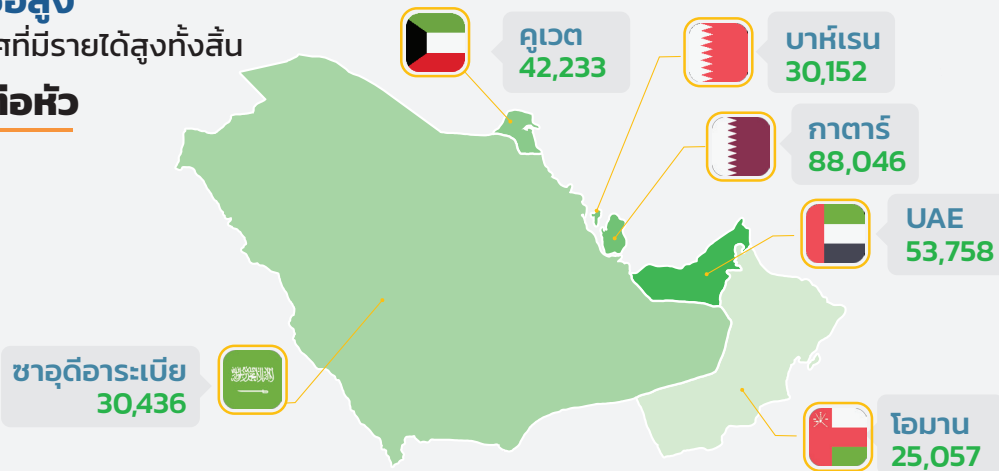 ที่มีรายได้สูงทั้งสิ้น
คูเวต
42,233
บาห์เรน
30,152
กาตาร์
88,046
UAE
53,758
ซาอุดีอาระเบีย
30,436
โอมาน
25,057